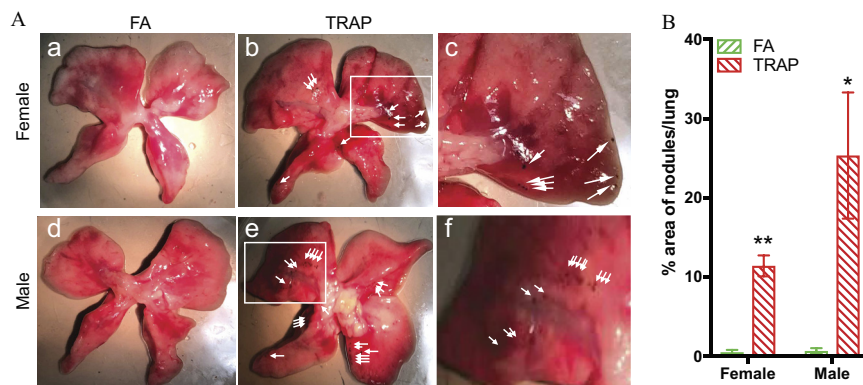 A
FA
TRAP
Female
a
b
c
Male
d
e
f
B
% area of nodules/lung
40
30
20
10
0
FA
TRAP
**
*
Female
Male